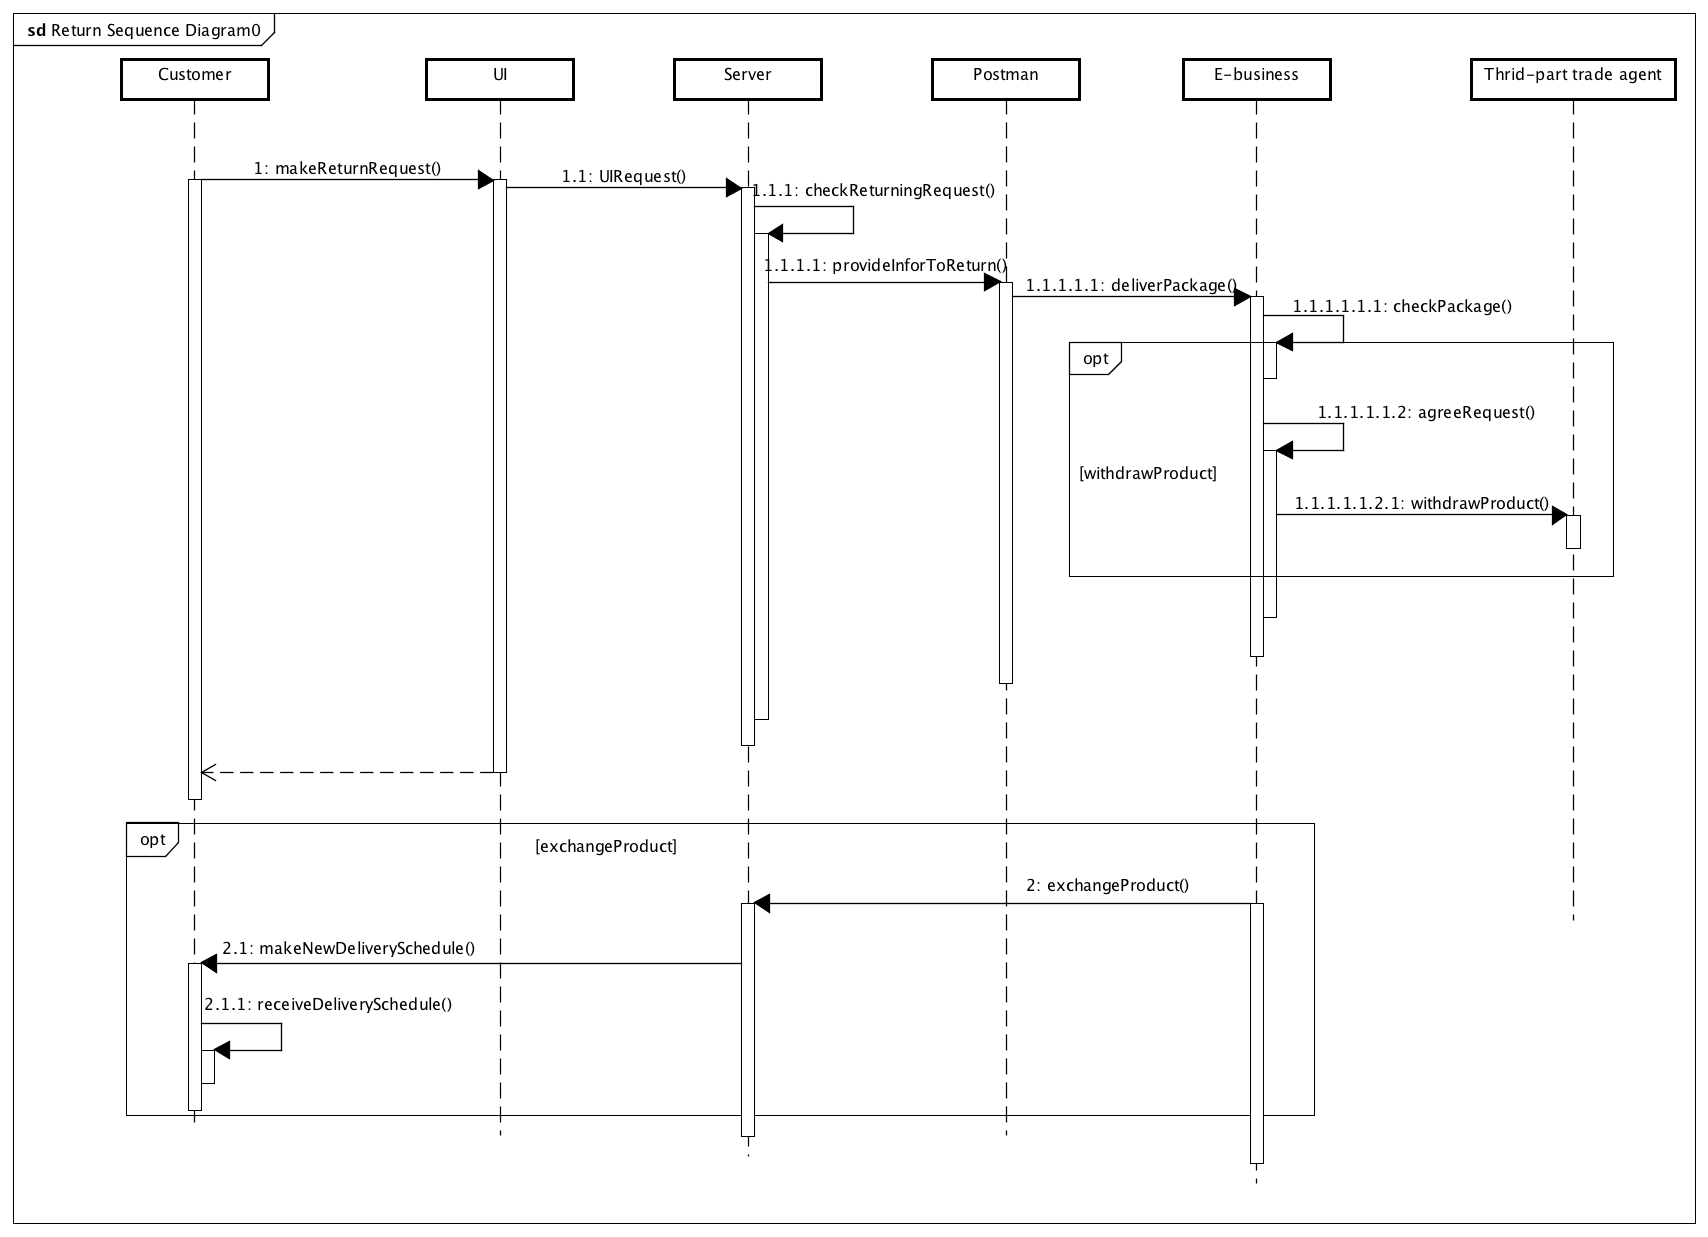 sd Return Sequence Diagram0
Customer
UI
Server
Postman
E-business
Thrid-part trade agent
1: makeReturnRequest()
1.1: UIRequest()
1.1.1: checkReturningRequest()
1.1.1.1: provideInforToReturn()
1.1.1.1.1: deliverPackage()
1.1.1.1.1.1: checkPackage()
opt
1.1.1.1.1.2: agreeRequest()
[withdrawProduct]
1.1.1.1.1.2.1: withdrawProduct()
opt
[exchangeProduct]
2: exchangeProduct()
2.1: makeNewDeliverySchedule()
2.1.1: receiveDeliverySchedule()